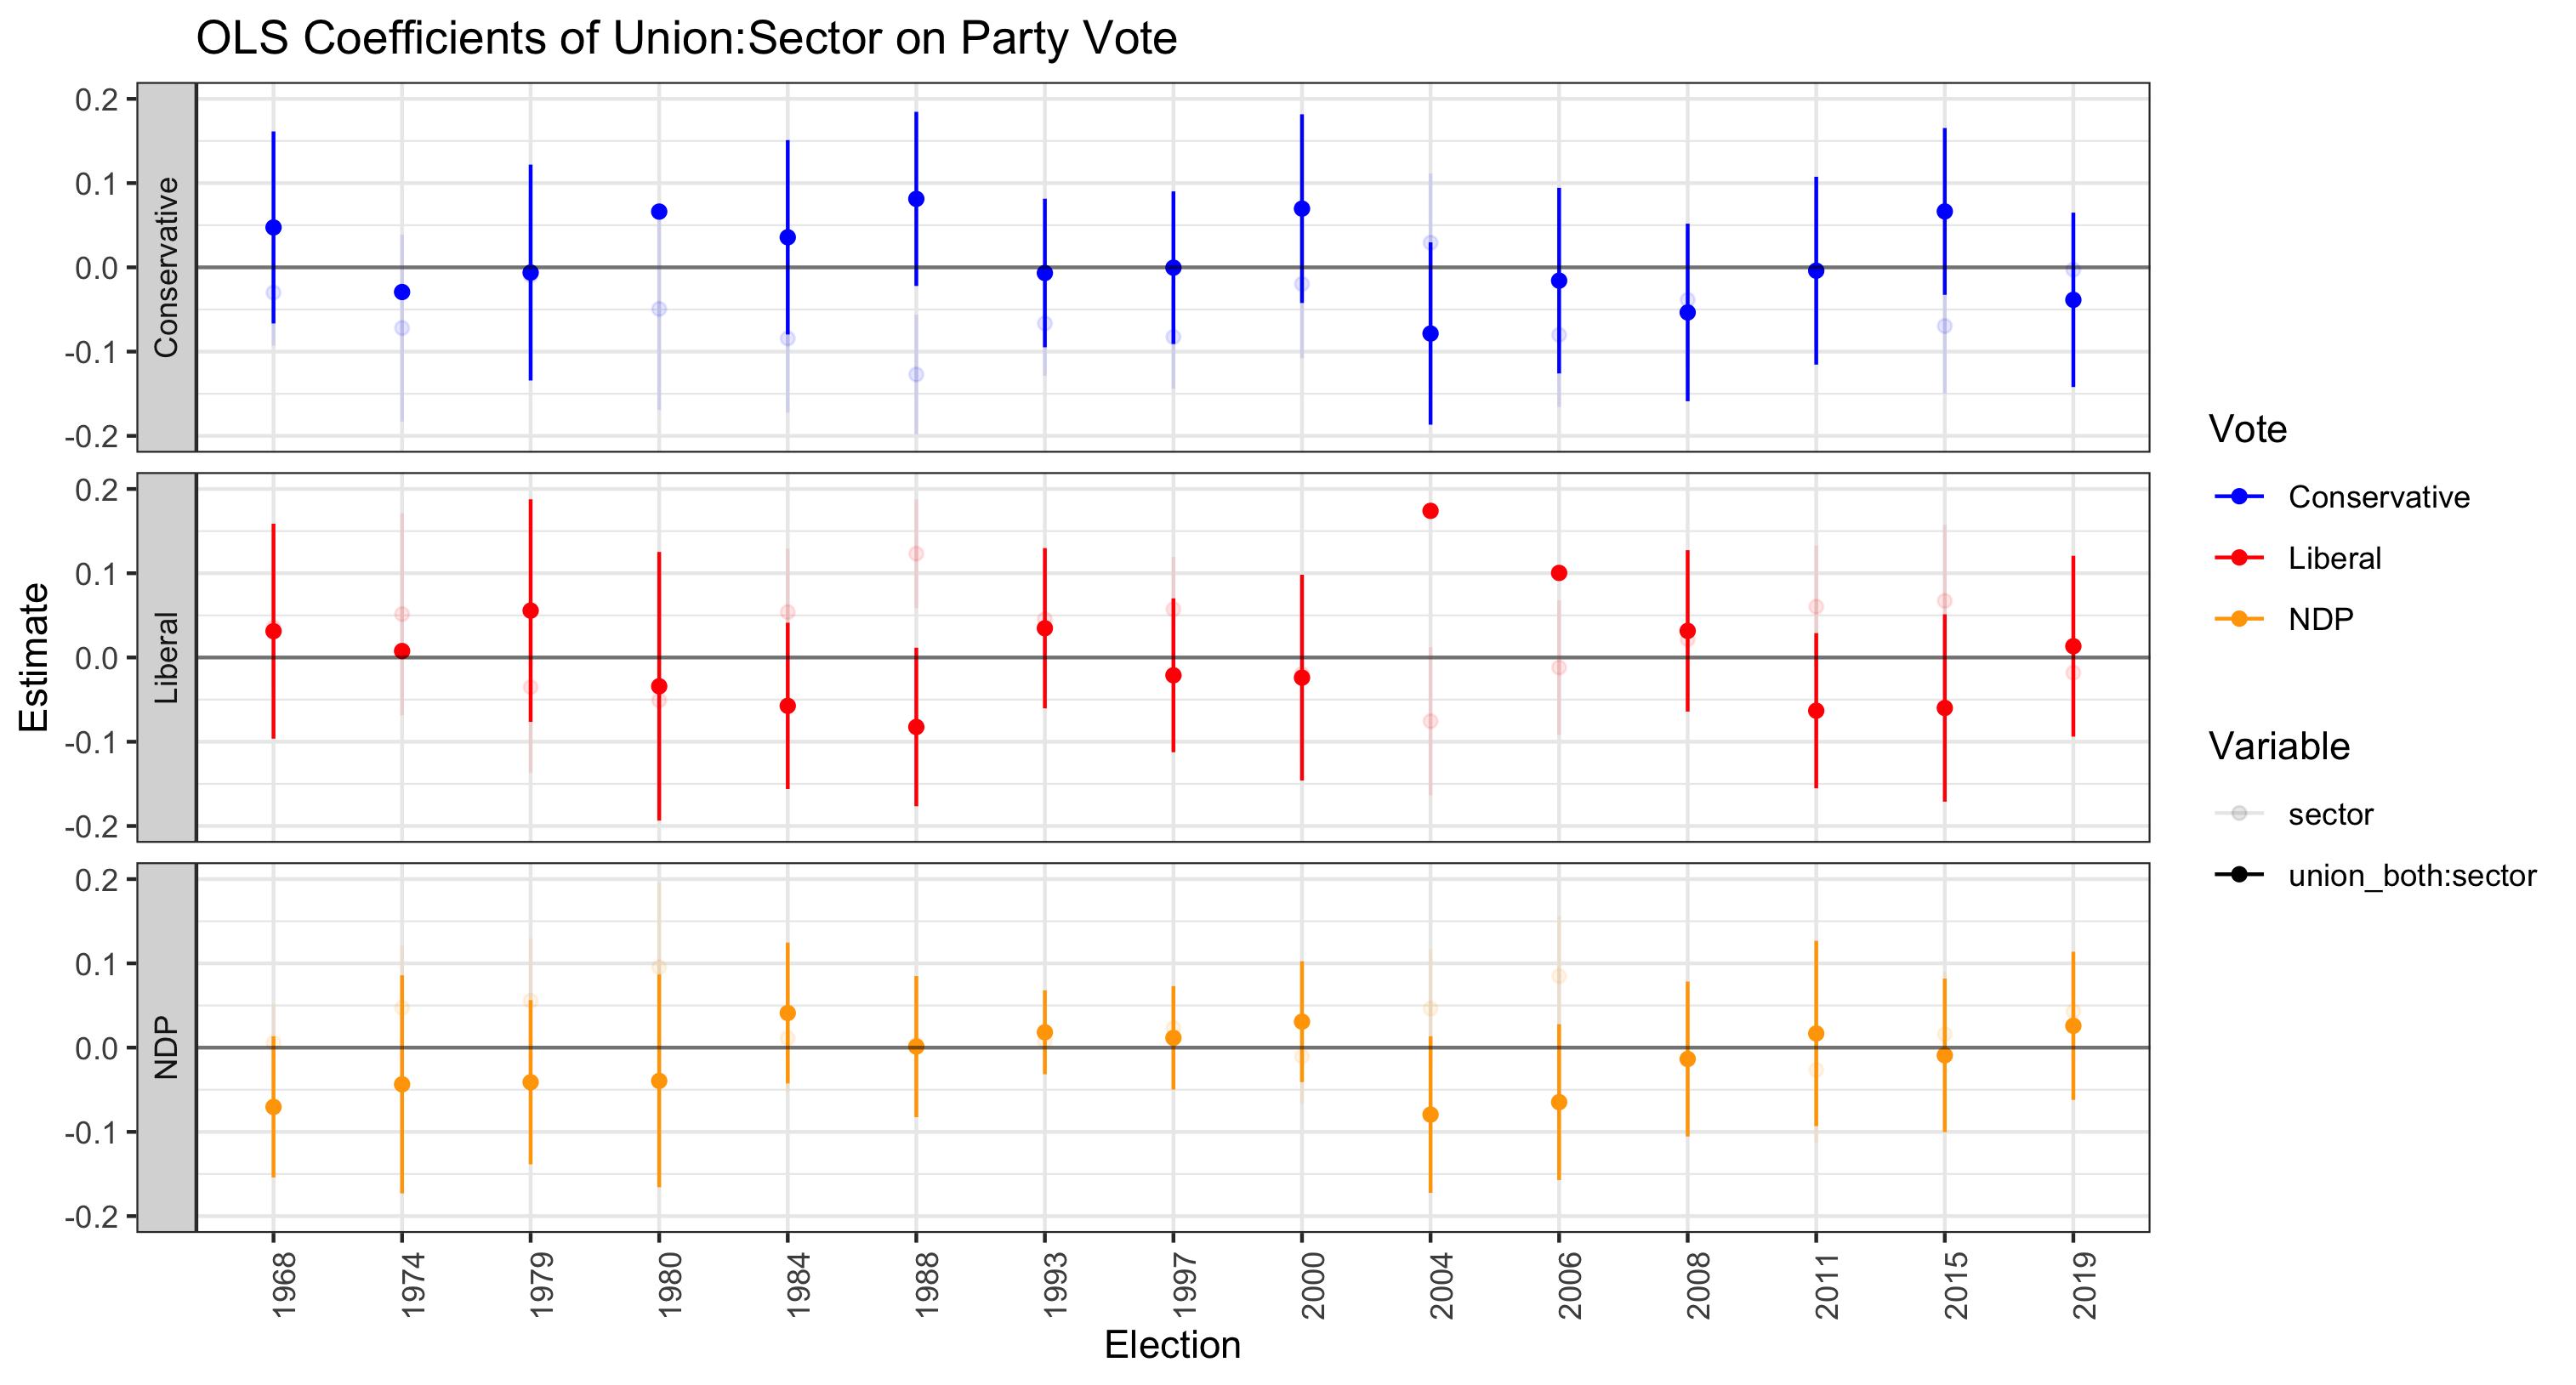 OLS Coefficients of Union:Sector on Party Vote
Estimate
Conservative
0.2
0.1
0.0
-0.1
-0.2
Liberal
0.2
0.1
0.0
-0.1
-0.2
NDP
0.2
0.1
0.0
-0.1
-0.2
1968 1974 1979 1980 1984 1988 1993 1997 2000 2004 2006 2008 2011 2015 2019
Election
Vote
Conservative
Liberal
NDP
Variable
sector
union_both:sector